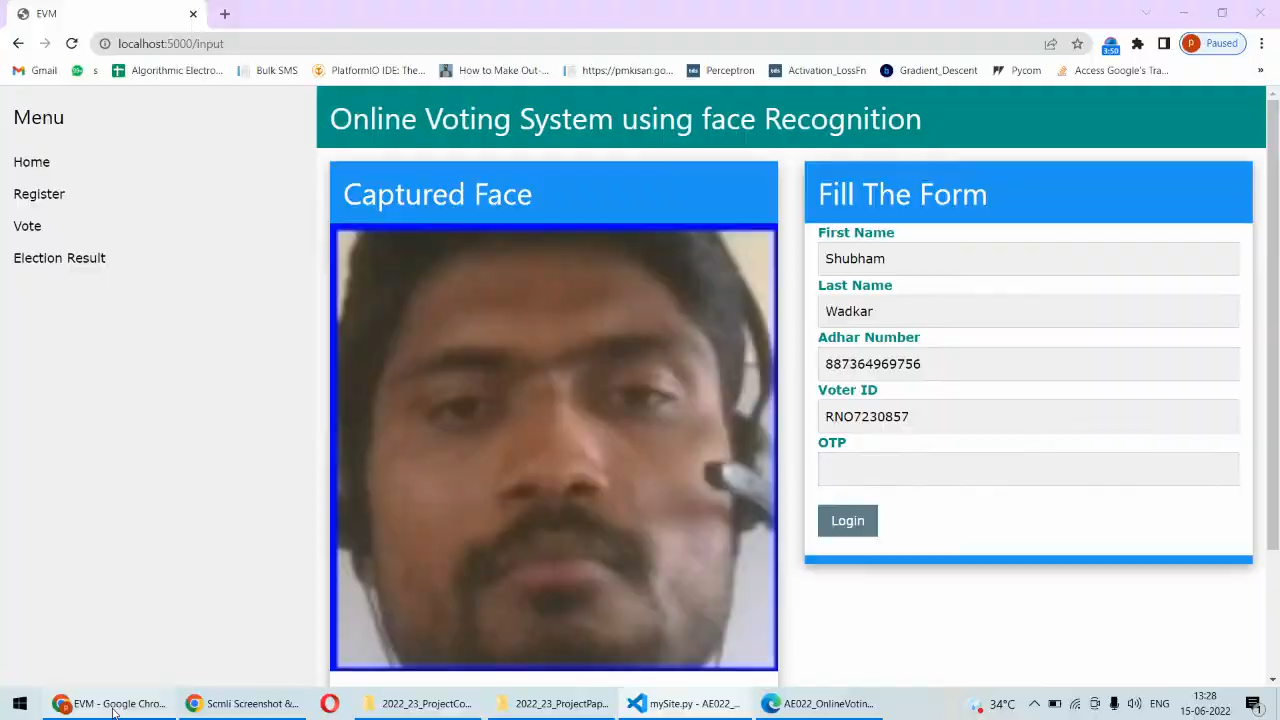 EVM
localhost:5000/input
3:50
Paused
Gmail
s
Algorithmic Electro...
Bulk SMS
PlatformIO IDE: The...
How to Make Our-...
https://pmkisan.go...
Perceptron
Activation_LossFn
Gradient_Descent
Pycom
Access Google's Tra...
»
Menu
Home
Register
Vote
Election Result
Online Voting System using face Recognition
Captured Face
Fill The Form
First Name
Shubham
Last Name
Wadkar
Adhar Number
887364969756
Voter ID
RNO7230857
OTP
Login
EVM - Google Chro...
Scmli Screenshot &...
2022_23_ProjectCo...
2022_23_ProjectPap...
mySite.py - AE022_...
AE022_OnlineVotin...
34°C
ENG
13:28
15-06-2022